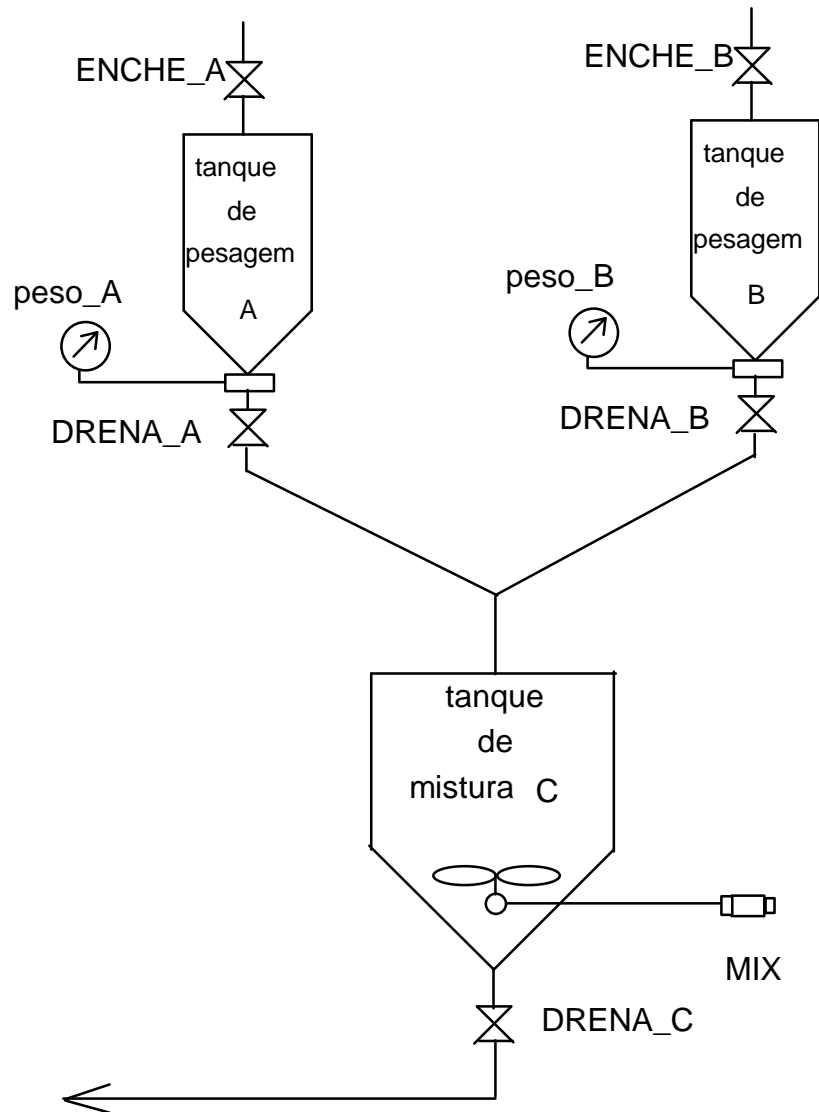 ENCHE_A
tanque
de
pesagem
A
peso_A
DRENA_A
ENCHE_B
tanque
de
pesagem
B
peso_B
DRENA_B
tanque
de
mistura C
MIX
DRENA_C